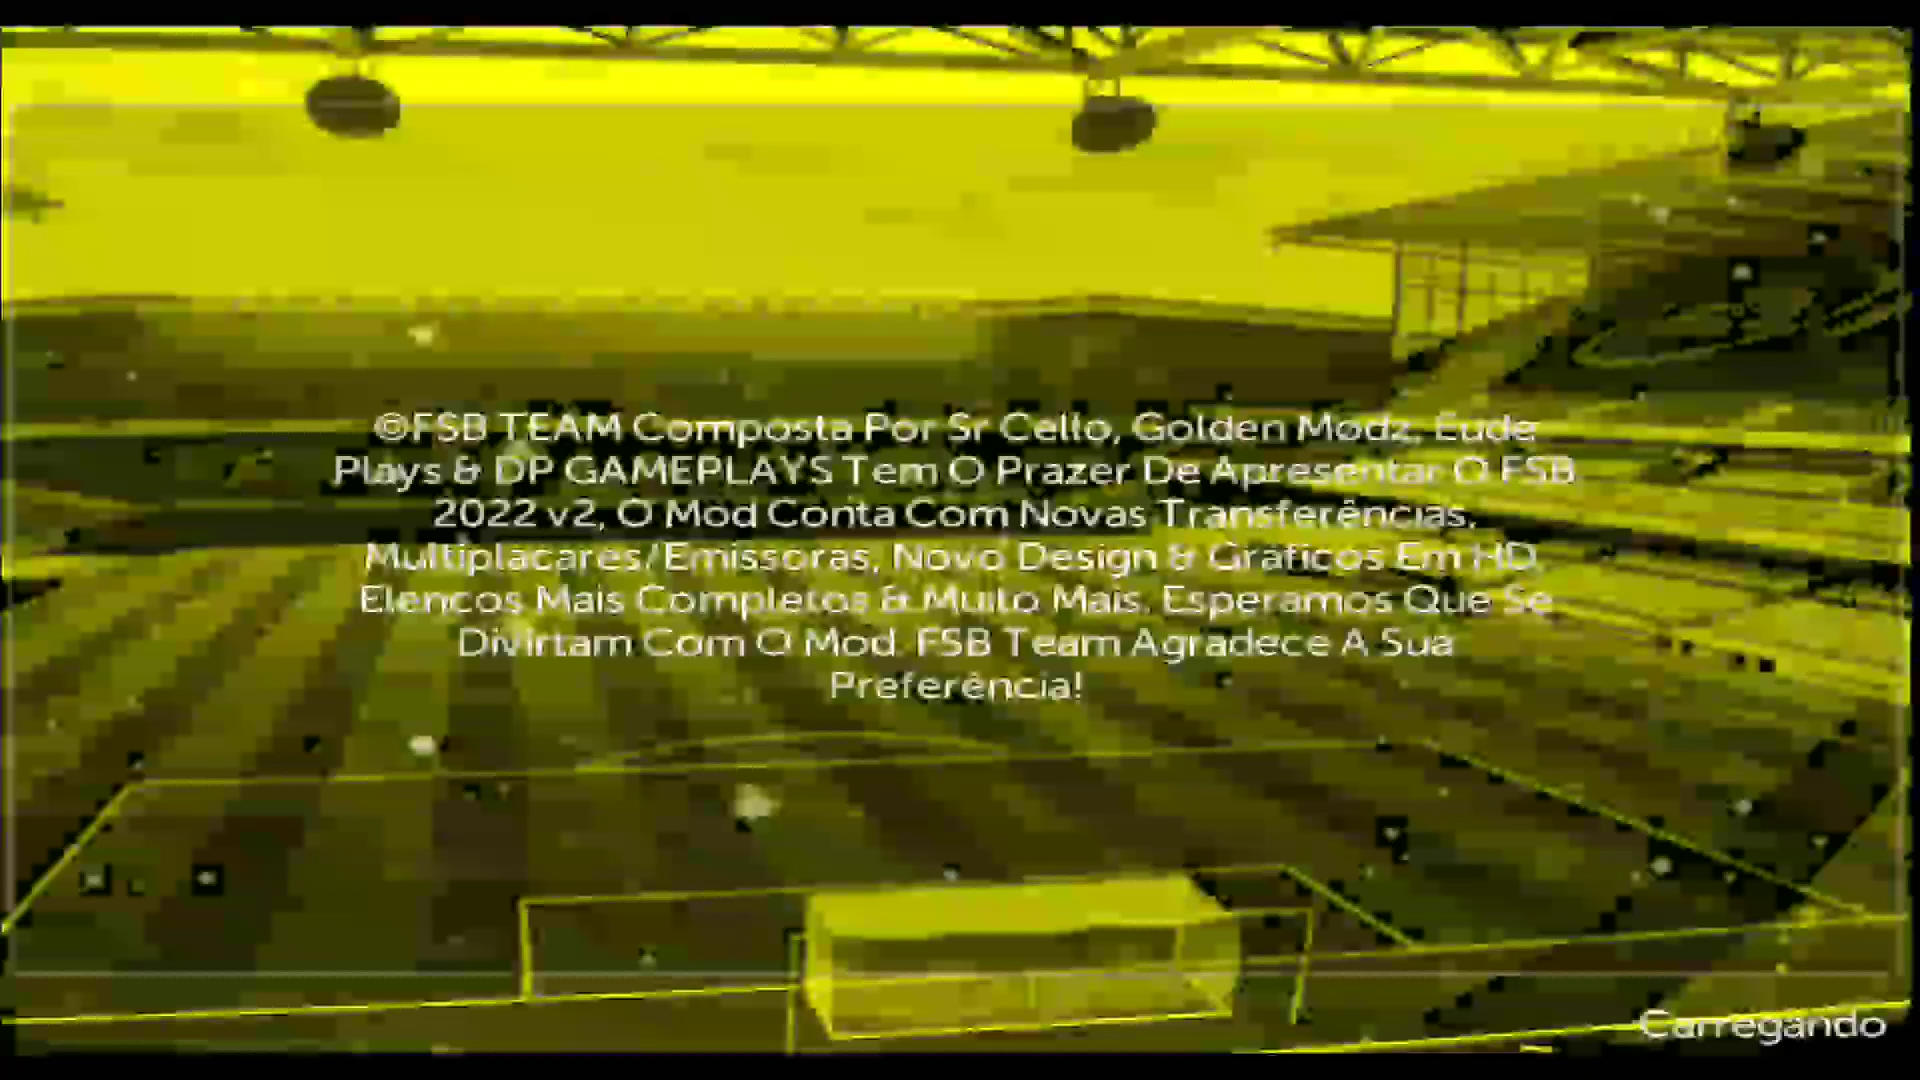 ©FSB TEAM Composta Por Sr Cello, Golden Mødz, Eude
Plays & DP GAMEPLAYS Tem O Prazer De Apresentar O FSB
2022 v2, O Mod Conta Com Novas Transferências,
Multiplacares/Emissoras, Novo Design & Gráficos Em HD,
Elencos Mais Completos & Muito Mais. Esperamos Que Se
Divirtam Com O Mod. FSB Team Agradece A Sua
Preferência!
Carregando